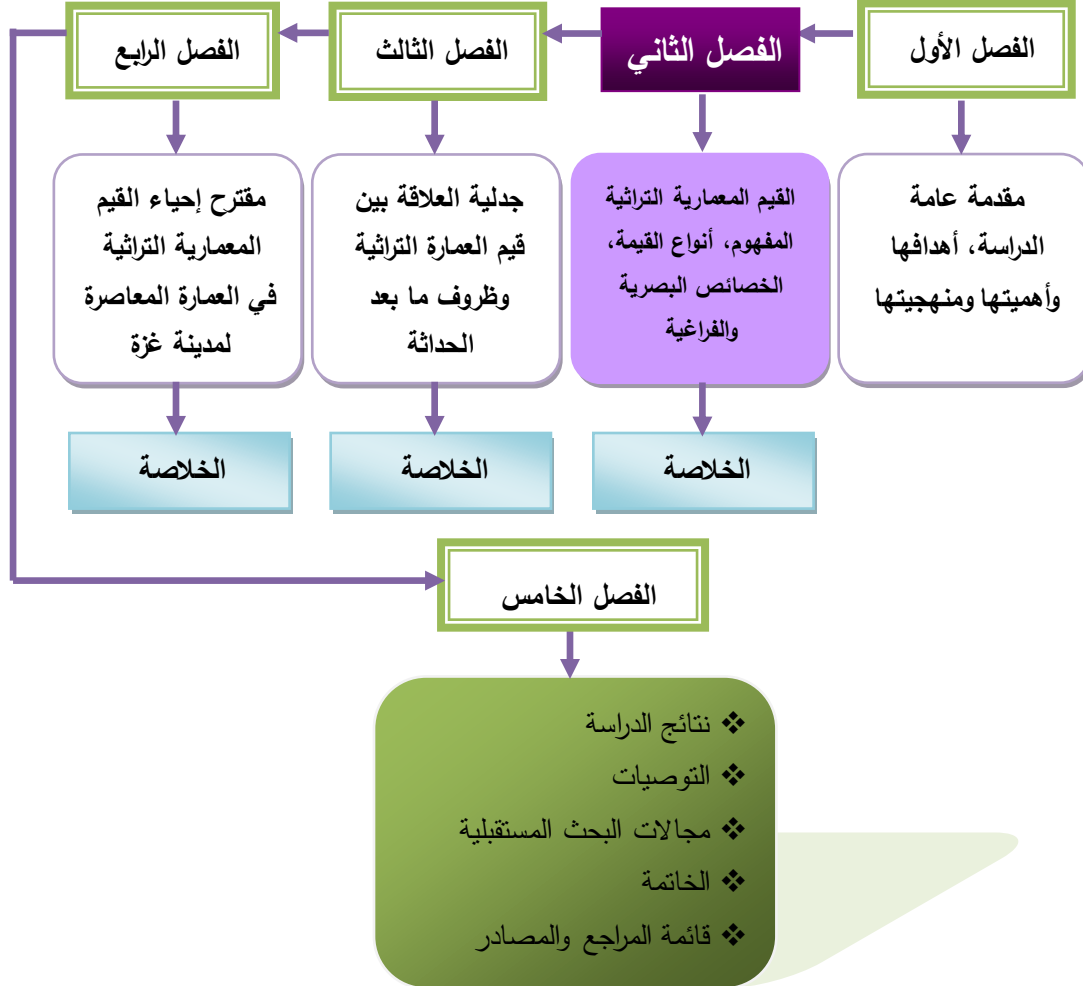 الفصل الأول
الفصل الثاني
الفصل الثالث
الفصل الرابع
مقدمة عامة
الدراسة، أهدافها
وأهميتها ومنهجيتها
القيم المعمارية التراثية
المفهوم، أنواع القيمة،
الخصائص البصرية
والفراغية
جدلية العلاقة بين
قيم العمارة التراثية
وظروف ما بعد
الحداثة
مقترح إحياء القيم
المعمارية التراثية
في العمارة المعاصرة
لمدينة غزة
الخلاصة
الخلاصة
الخلاصة
الفصل الخامس
❖ نتائج الدراسة
❖ التوصيات
❖ مجالات البحث المستقبلية
❖ الخاتمة
❖ قائمة المراجع والمصادر